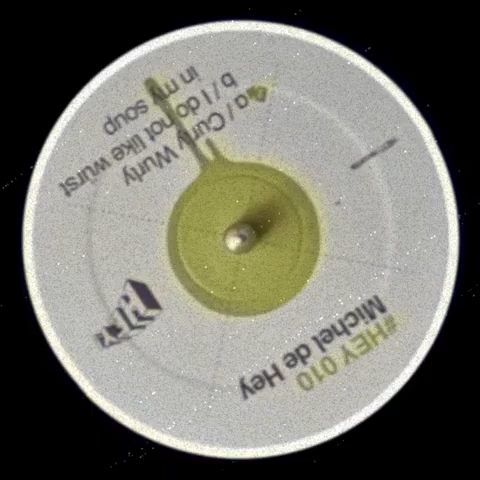 #HEY 010
Michel de Hey
a / Curly Wurly
b / I do not like wurst
in my soup